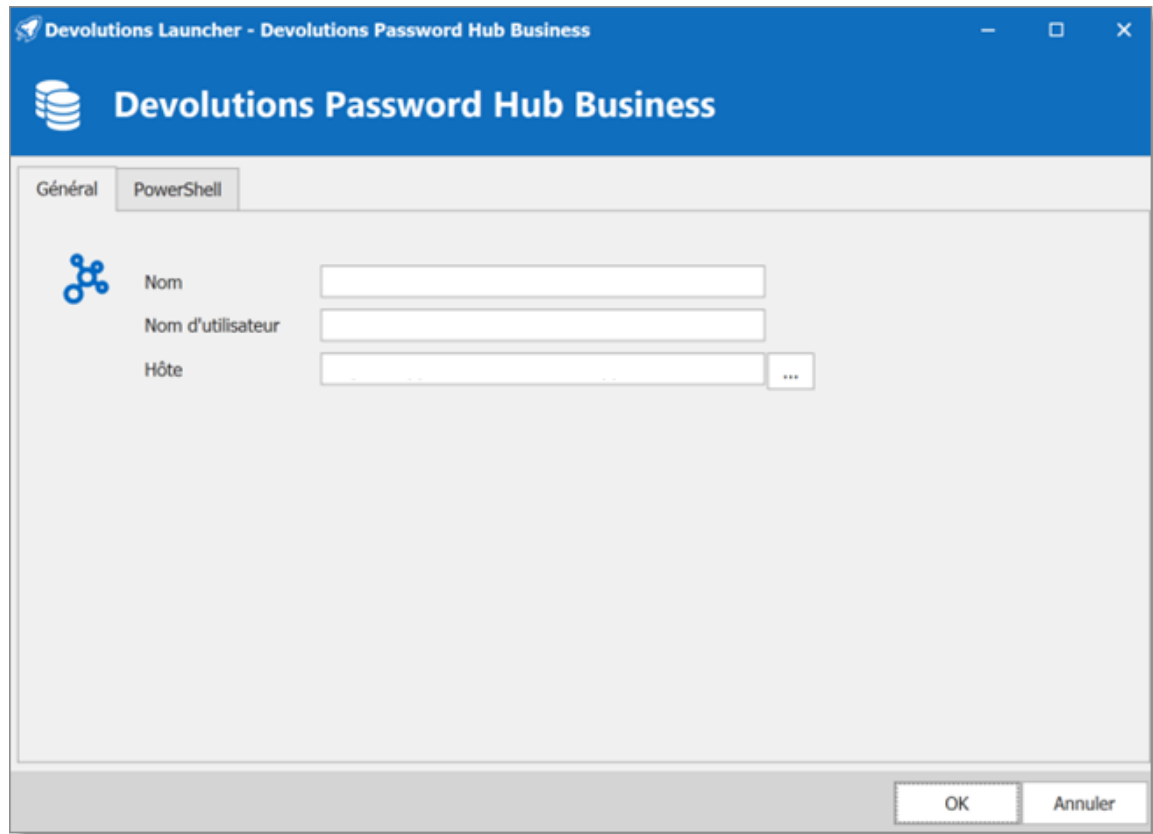 Devolutions Launcher - Devolutions Password Hub Business
Devolutions Password Hub Business
Général PowerShell
Nom
Nom d'utilisateur
Hôte ...
OK Annuler